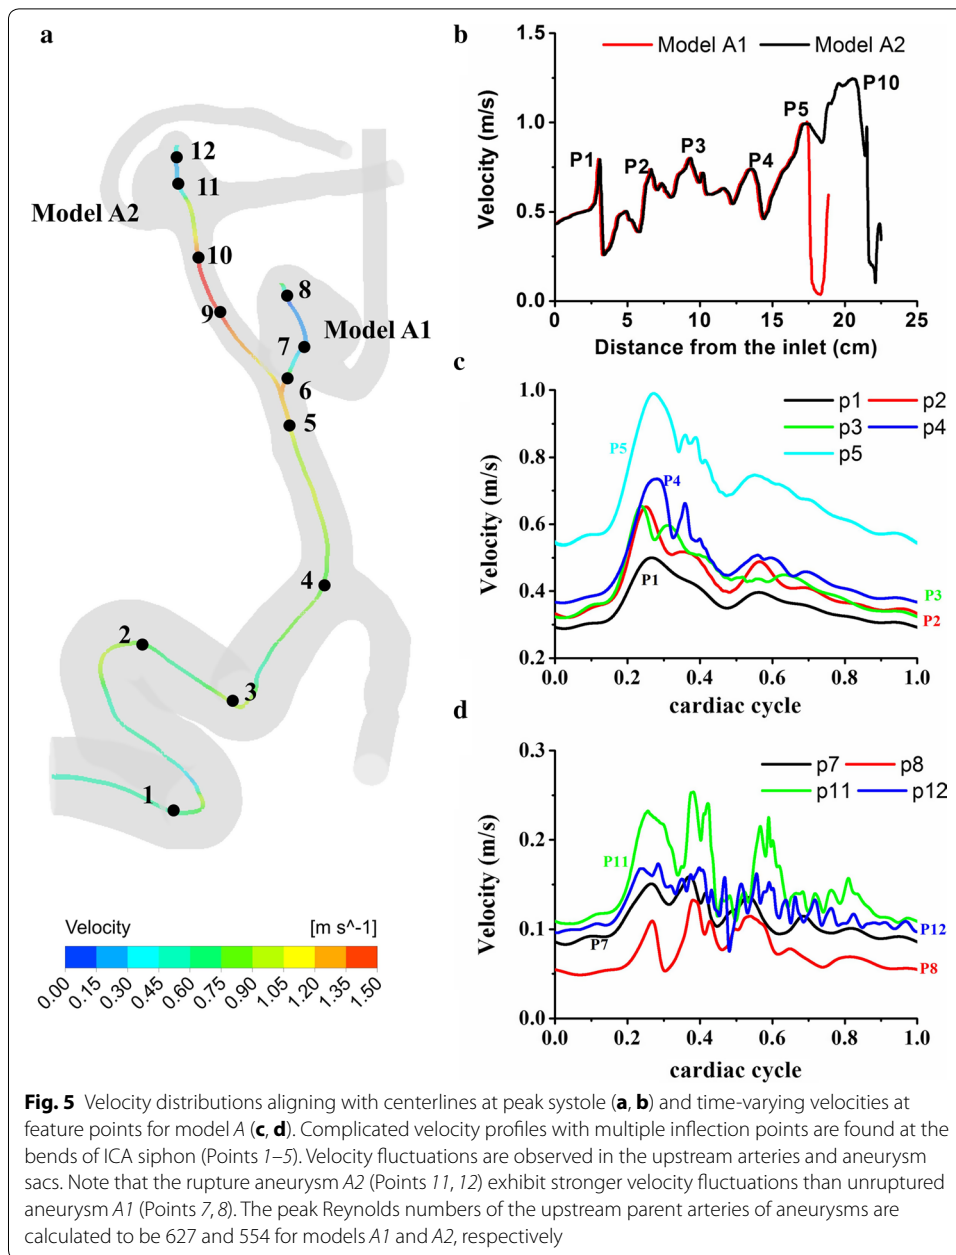 a
12
11
Model A2
10
9
8
Model A1
7
6
5
4
2
3
1
Velocity [m s^-1]
0.00 0.15 0.30 0.45 0.60 0.75 0.90 1.05 1.20 1.35 1.50
b
Model A1 Model A2
Velocity (m/s)
1.5
1.0
0.5
0.0
P1 P2 P3 P4 P5 P10
0 5 10 15 20 25
Distance from the inlet (cm)
c
Velocity (m/s)
1.0
0.8
0.6
0.4
0.2
p1 p2
p3 p4
p5
P5
P4
P1
P3
P2
0.0 0.2 0.4 0.6 0.8 1.0
cardiac cycle
d
Velocity (m/s)
0.3
0.2
0.1
0.0
p7 p8
p11 p12
P11
P7
P12
P8
0.0 0.2 0.4 0.6 0.8 1.0
cardiac cycle
Fig. 5 Velocity distributions aligning with centerlines at peak systole (a, b) and time-varying velocities at
feature points for model A (c, d). Complicated velocity profiles with multiple inflection points are found at the
bends of ICA siphon (Points 1–5). Velocity fluctuations are observed in the upstream arteries and aneurysm
sacs. Note that the rupture aneurysm A2 (Points 11, 12) exhibit stronger velocity fluctuations than unruptured
aneurysm A1 (Points 7, 8). The peak Reynolds numbers of the upstream parent arteries of aneurysms are
calculated to be 627 and 554 for models A1 and A2, respectively